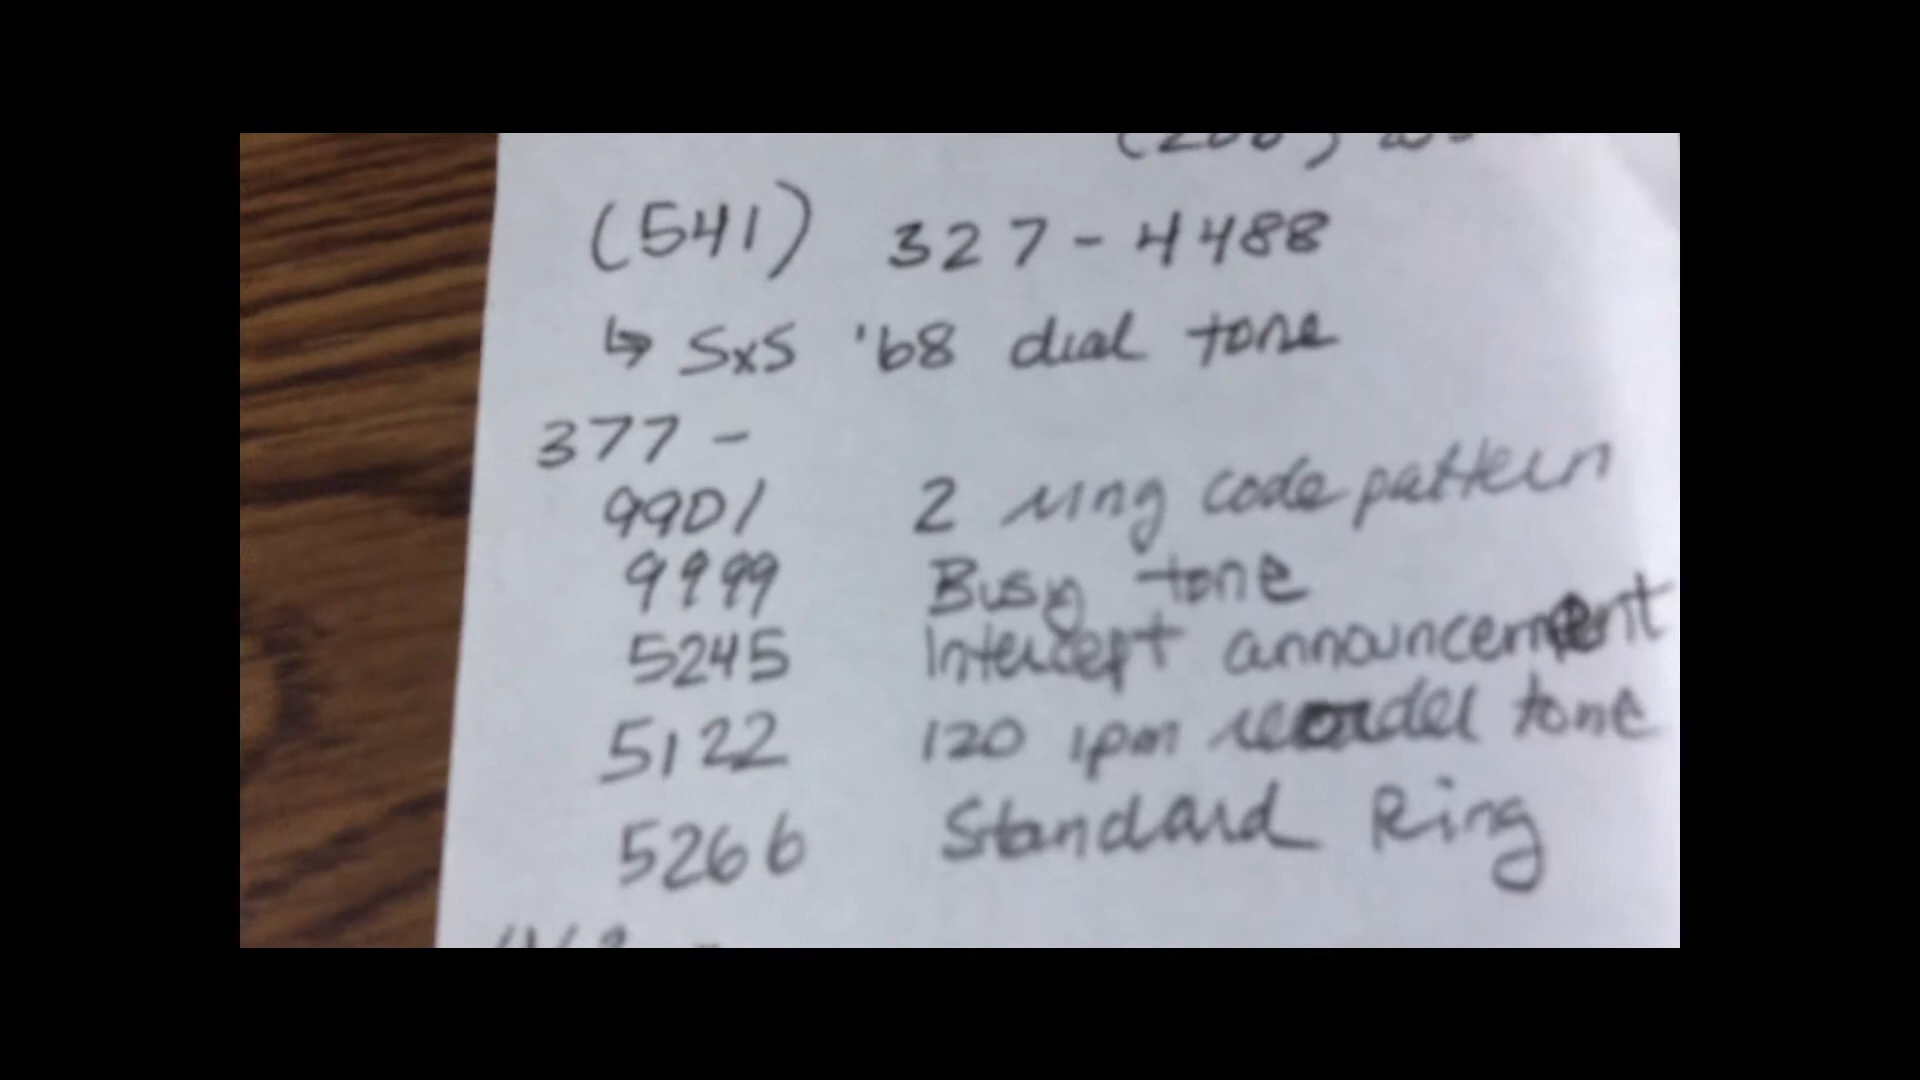 (541) 327-4488
↳ SxS '68 dial tone
377-
9901 2 ring code pattern
9999 Busy tone
5245 Intercept announcement
5122 120 ipm reorder tone
5266 Standard Ring